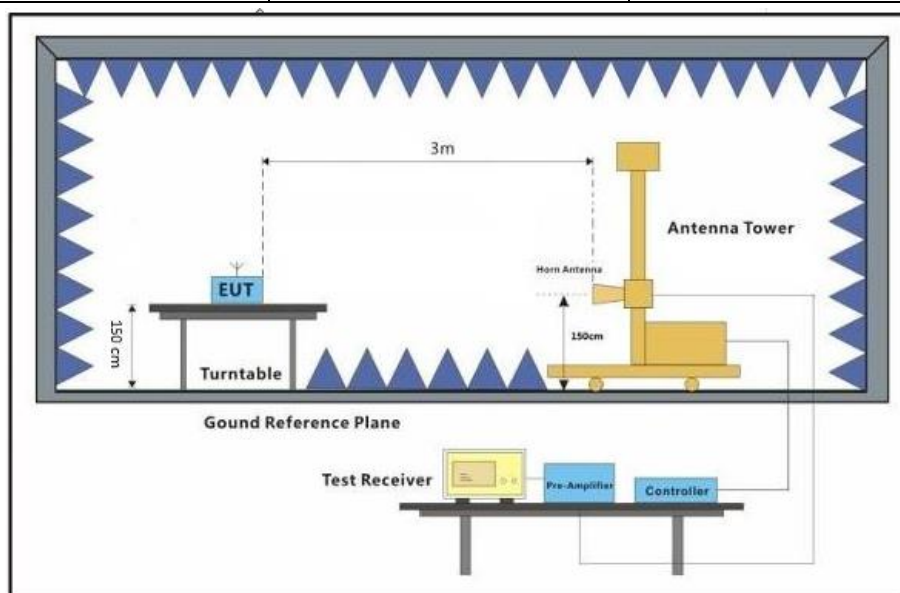 3m
Antenna Tower
Horn Antenna
EUT
150 cm
150cm
Turntable
Gound Reference Plane
Test Receiver
Pre-Amplifier
Controller